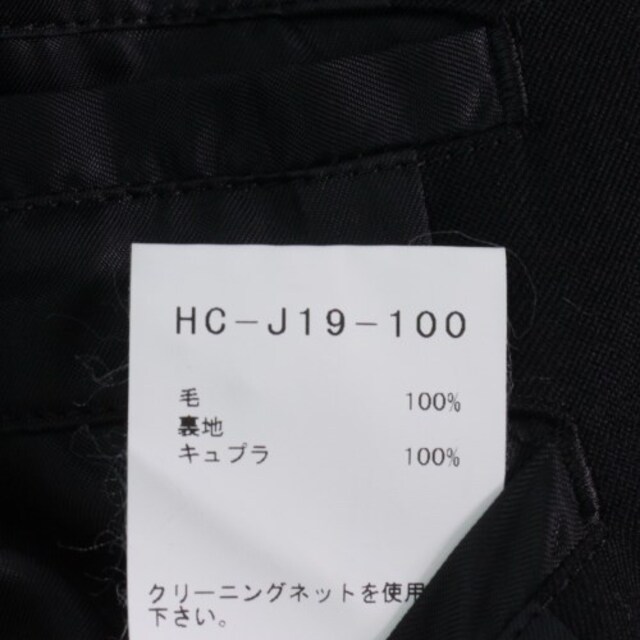 HC-J19-100
毛 100%
裏地
キュプラ 100%
クリーニングネットを使用
下さい。